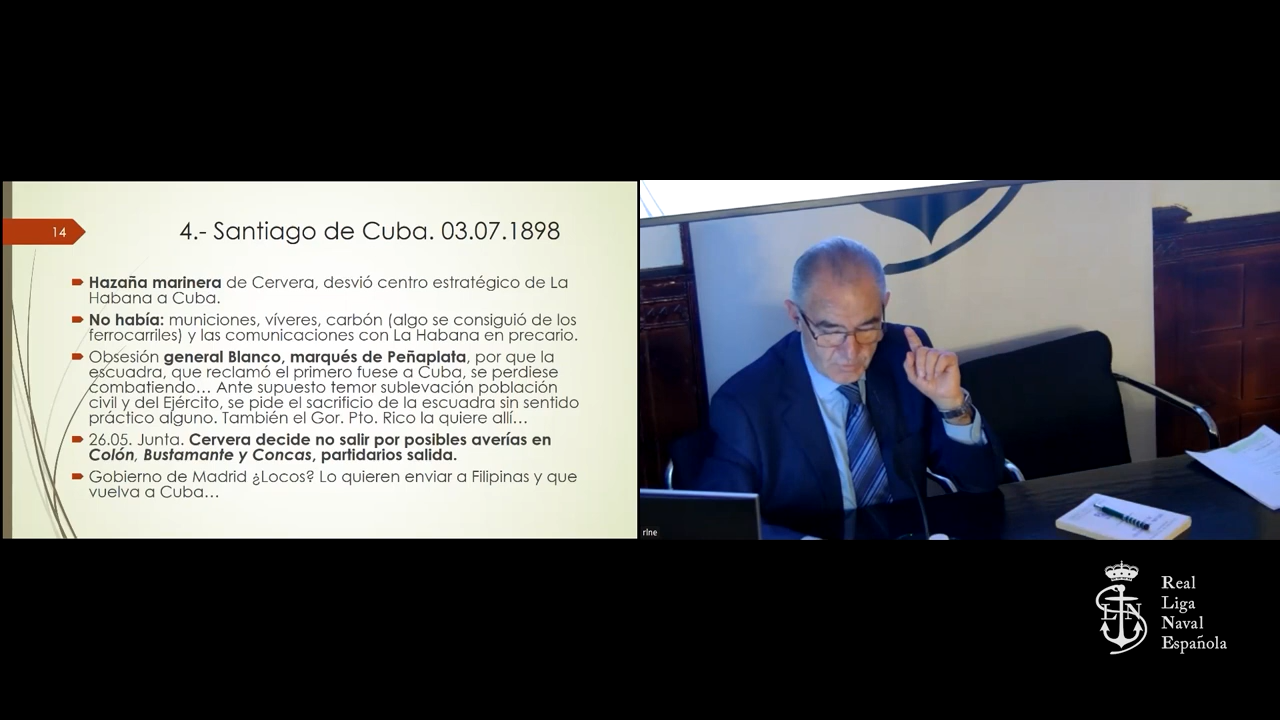 14
4.- Santiago de Cuba. 03.07.1898
Hazaña marinera de Cervera, desvió centro estratégico de La
Habana a Cuba.
No había: municiones, víveres, carbón (algo se consiguió de los
ferrocarriles) y las comunicaciones con La Habana en precario.
Obsesión general Blanco, marqués de Peñaplata, por que la
escuadra, que reclamó el primero fuese a Cuba, se perdiese
combatiendo… Ante supuesto temor sublevación población
civil y del Ejército, se pide el sacrificio de la escuadra sin sentido
práctico alguno. También el Gor. Pto. Rico la quiere allí…
26.05. Junta. Cervera decide no salir por posibles averías en
Colón, Bustamante y Concas, partidarios salida.
Gobierno de Madrid ¿Locos? Lo quieren enviar a Filipinas y que
vuelva a Cuba…
rine
LN
Real
Liga
Naval
Española